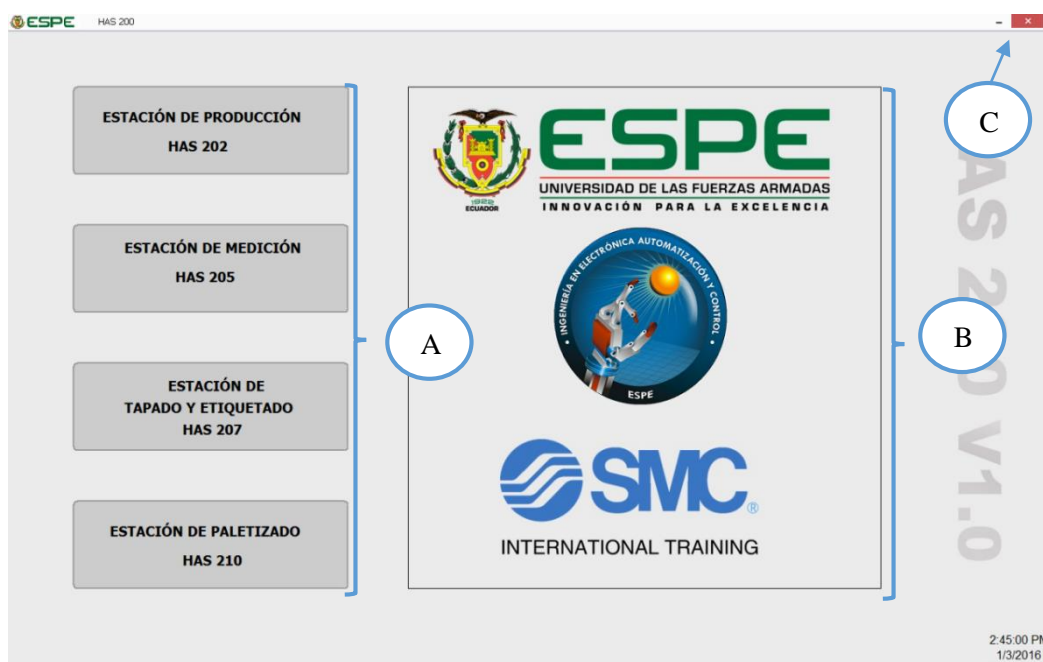 ESPE HAS 200
ESTACIÓN DE PRODUCCIÓN
HAS 202
ESTACIÓN DE MEDICIÓN
HAS 205
ESTACIÓN DE
TAPADO Y ETIQUETADO
HAS 207
ESTACIÓN DE PALETIZADO
HAS 210
A
ESPE
UNIVERSIDAD DE LAS FUERZAS ARMADAS
INNOVACIÓN PARA LA EXCELENCIA
1922
ECUADOR
INGENIERÍA EN ELECTRÓNICA AUTOMATIZACIÓN Y CONTROL
ESPE
SMC®
INTERNATIONAL TRAINING
B
C
HAS 200 V1.0
2:45:00 PM
1/3/2016